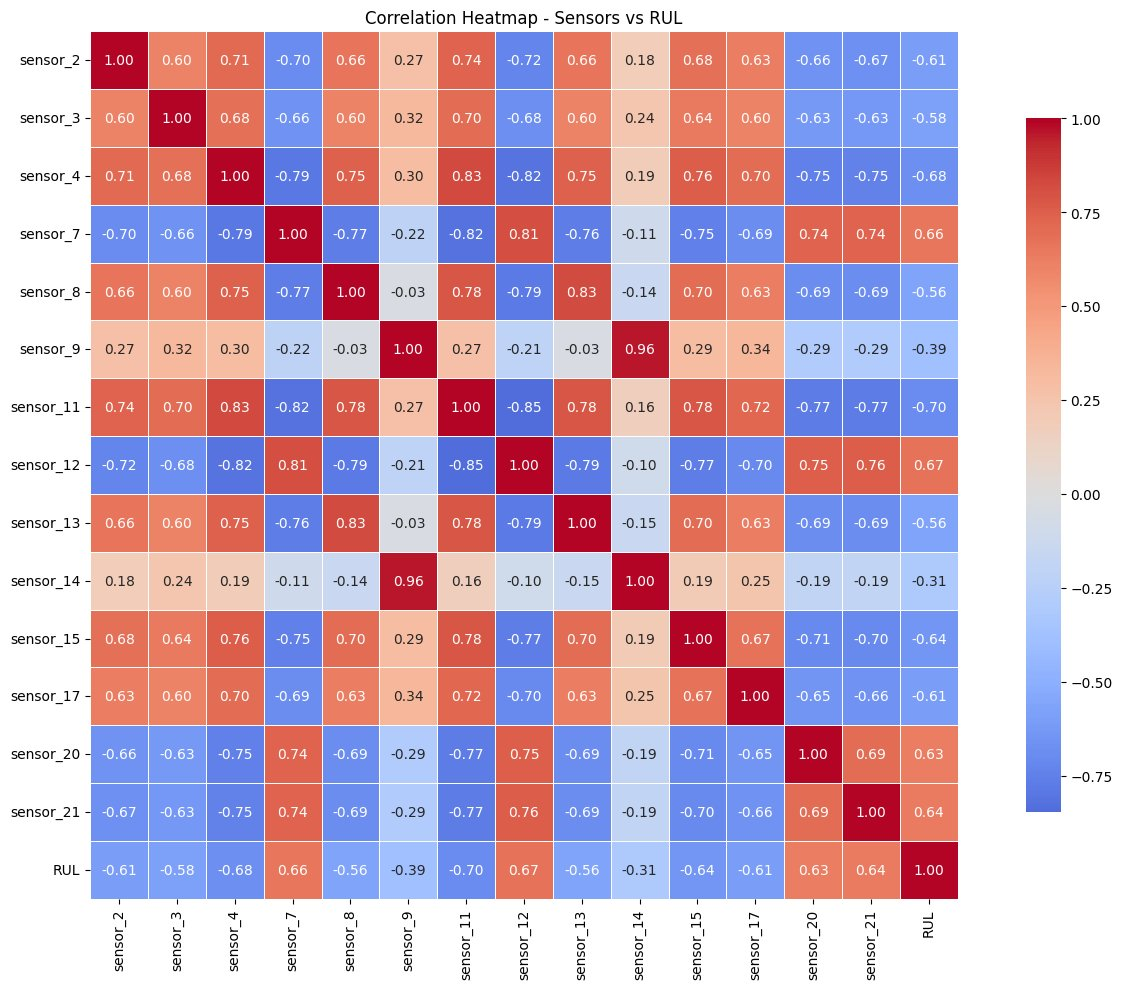 Correlation Heatmap - Sensors vs RUL
sensor_2 1.00 0.60 0.71 -0.70 0.66 0.27 0.74 -0.72 0.66 0.18 0.68 0.63 -0.66 -0.67 -0.61
sensor_3 0.60 1.00 0.68 -0.66 0.60 0.32 0.70 -0.68 0.60 0.24 0.64 0.60 -0.63 -0.63 -0.58
sensor_4 0.71 0.68 1.00 -0.79 0.75 0.30 0.83 -0.82 0.75 0.19 0.76 0.70 -0.75 -0.75 -0.68
sensor_7 -0.70 -0.66 -0.79 1.00 -0.77 -0.22 -0.82 0.81 -0.76 -0.11 -0.75 -0.69 0.74 0.74 0.66
sensor_8 0.66 0.60 0.75 -0.77 1.00 -0.03 0.78 -0.79 0.83 -0.14 0.70 0.63 -0.69 -0.69 -0.56
sensor_9 0.27 0.32 0.30 -0.22 -0.03 1.00 0.27 -0.21 -0.03 0.96 0.29 0.34 -0.29 -0.29 -0.39
sensor_11 0.74 0.70 0.83 -0.82 0.78 0.27 1.00 -0.85 0.78 0.16 0.78 0.72 -0.77 -0.77 -0.70
sensor_12 -0.72 -0.68 -0.82 0.81 -0.79 -0.21 -0.85 1.00 -0.79 -0.10 -0.77 -0.70 0.75 0.76 0.67
sensor_13 0.66 0.60 0.75 -0.76 0.83 -0.03 0.78 -0.79 1.00 -0.15 0.70 0.63 -0.69 -0.69 -0.56
sensor_14 0.18 0.24 0.19 -0.11 -0.14 0.96 0.16 -0.10 -0.15 1.00 0.19 0.25 -0.19 -0.19 -0.31
sensor_15 0.68 0.64 0.76 -0.75 0.70 0.29 0.78 -0.77 0.70 0.19 1.00 0.67 -0.71 -0.70 -0.64
sensor_17 0.63 0.60 0.70 -0.69 0.63 0.34 0.72 -0.70 0.63 0.25 0.67 1.00 -0.65 -0.66 -0.61
sensor_20 -0.66 -0.63 -0.75 0.74 -0.69 -0.29 -0.77 0.75 -0.69 -0.19 -0.71 -0.65 1.00 0.69 0.63
sensor_21 -0.67 -0.63 -0.75 0.74 -0.69 -0.29 -0.77 0.76 -0.69 -0.19 -0.70 -0.66 0.69 1.00 0.64
RUL -0.61 -0.58 -0.68 0.66 -0.56 -0.39 -0.70 0.67 -0.56 -0.31 -0.64 -0.61 0.63 0.64 1.00
sensor_2 sensor_3 sensor_4 sensor_7 sensor_8 sensor_9 sensor_11 sensor_12 sensor_13 sensor_14 sensor_15 sensor_17 sensor_20 sensor_21 RUL
1.00
0.75
0.50
0.25
0.00
−0.25
−0.50
−0.75